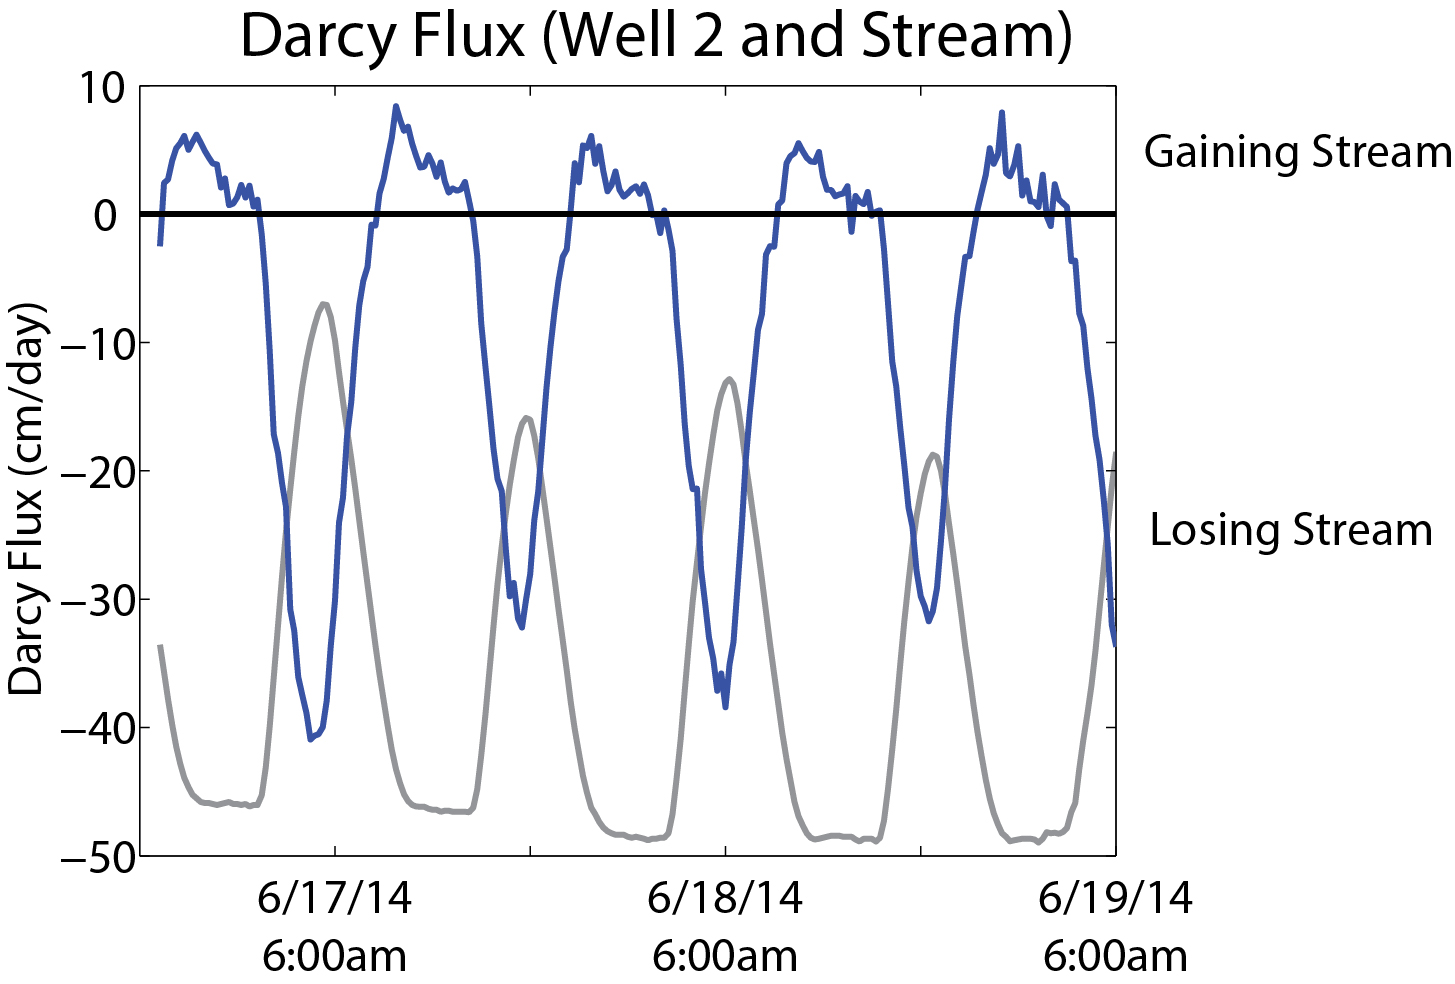 Darcy Flux (Well 2 and Stream)
10
Gaining Stream
0
Darcy Flux (cm/day)
−10
−20
Losing Stream
−30
−40
−50
6/17/14 6/18/14 6/19/14
6:00am 6:00am 6:00am